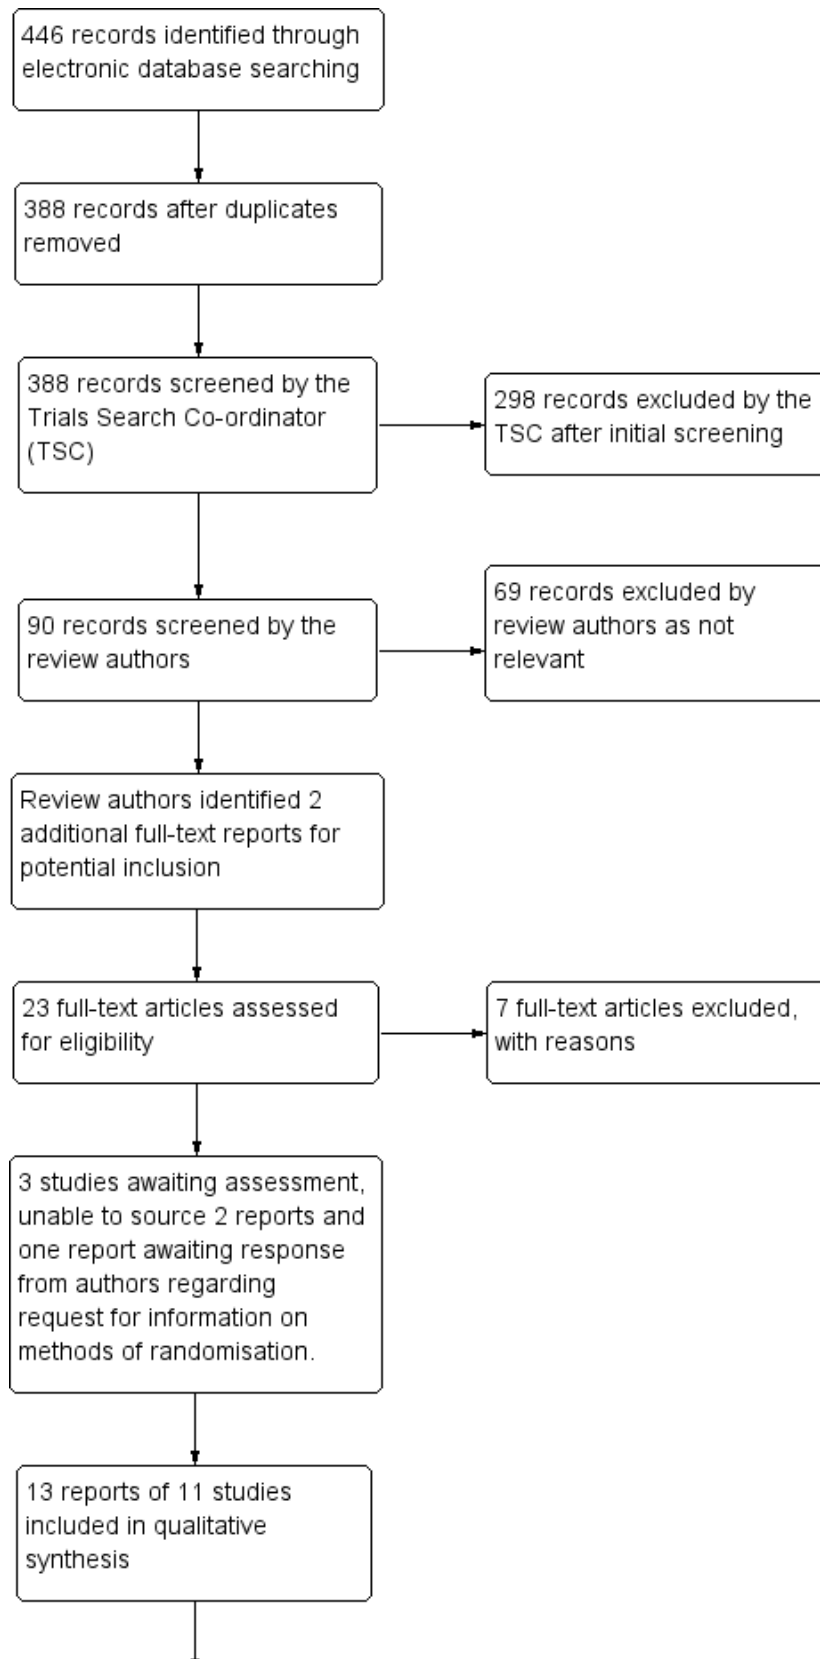 446 records identified through
electronic database searching
388 records after duplicates
removed
388 records screened by the
Trials Search Co-ordinator
(TSC)
298 records excluded by the
TSC after initial screening
90 records screened by the
review authors
69 records excluded by
review authors as not
relevant
Review authors identified 2
additional full-text reports for
potential inclusion
23 full-text articles assessed
for eligibility
7 full-text articles excluded,
with reasons
3 studies awaiting assessment,
unable to source 2 reports and
one report awaiting response
from authors regarding
request for information on
methods of randomisation.
13 reports of 11 studies
included in qualitative
synthesis